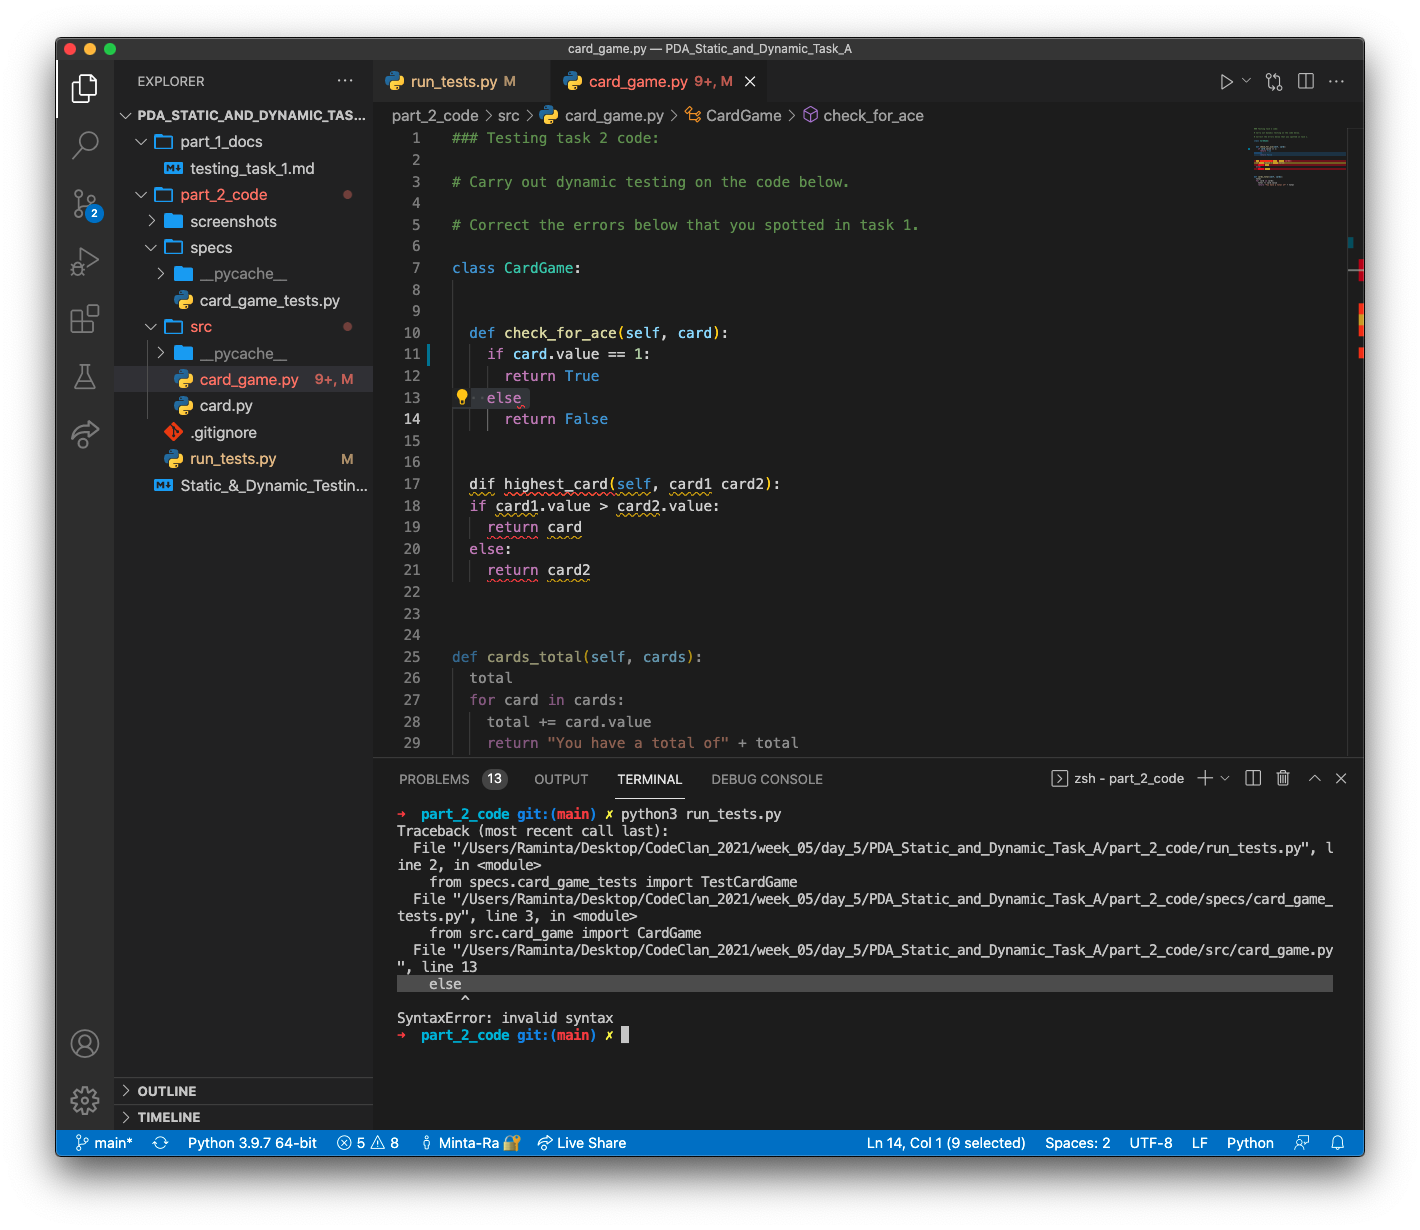 card_game.py — PDA_Static_and_Dynamic_Task_A
EXPLORER
PDA_STATIC_AND_DYNAMIC_TAS...
part_1_docs
testing_task_1.md
part_2_code
screenshots
specs
__pycache__
card_game_tests.py
src
__pycache__
card_game.py 9+, M
card.py
.gitignore
run_tests.py M
Static_&_Dynamic_Testin...
2
OUTLINE
TIMELINE
run_tests.py M
card_game.py 9+, M
part_2_code > src > card_game.py > CardGame > check_for_ace
1 ### Testing task 2 code:
2
3 # Carry out dynamic testing on the code below.
4
5 # Correct the errors below that you spotted in task 1.
6
7 class CardGame:
8
9
10   def check_for_ace(self, card):
11     if card.value == 1:
12       return True
13     else
14       return False
15
16
17   dif highest_card(self, card1 card2):
18   if card1.value > card2.value:
19     return card
20   else:
21     return card2
22
23
24
25 def cards_total(self, cards):
26   total
27   for card in cards:
28     total += card.value
29     return "You have a total of" + total
PROBLEMS 13 OUTPUT TERMINAL DEBUG CONSOLE
zsh - part_2_code
➜  part_2_code git:(main) ✗ python3 run_tests.py
Traceback (most recent call last):
  File "/Users/Raminta/Desktop/CodeClan_2021/week_05/day_5/PDA_Static_and_Dynamic_Task_A/part_2_code/run_tests.py", l
ine 2, in <module>
    from specs.card_game_tests import TestCardGame
  File "/Users/Raminta/Desktop/CodeClan_2021/week_05/day_5/PDA_Static_and_Dynamic_Task_A/part_2_code/specs/card_game_
tests.py", line 3, in <module>
    from src.card_game import CardGame
  File "/Users/Raminta/Desktop/CodeClan_2021/week_05/day_5/PDA_Static_and_Dynamic_Task_A/part_2_code/src/card_game.py
", line 13
    else
        ^
SyntaxError: invalid syntax
➜  part_2_code git:(main) ✗
main* Python 3.9.7 64-bit 5 8 Minta-Ra Live Share Ln 14, Col 1 (9 selected) Spaces: 2 UTF-8 LF Python